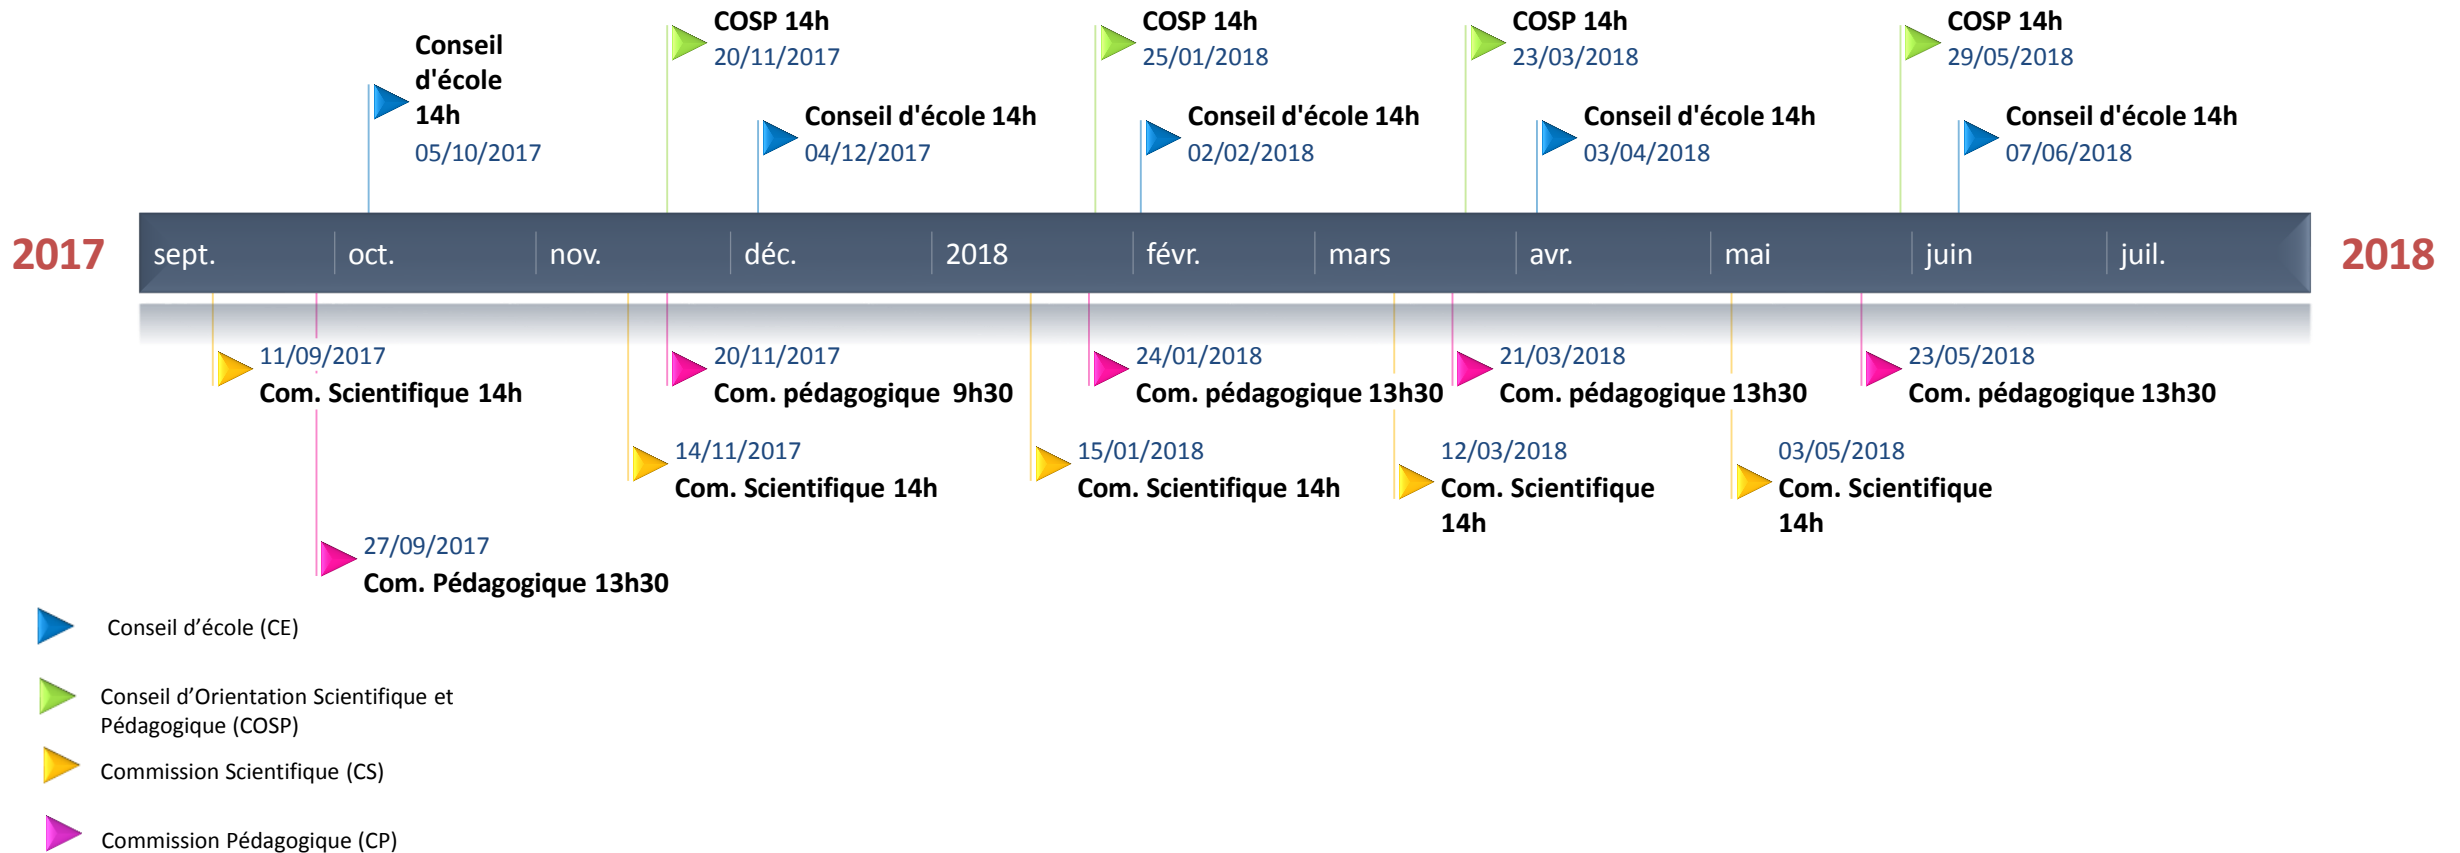 COSP 14h
20/11/2017
COSP 14h
25/01/2018
COSP 14h
23/03/2018
COSP 14h
29/05/2018
Conseil
d'école
14h
05/10/2017
Conseil d'école 14h
04/12/2017
Conseil d'école 14h
02/02/2018
Conseil d'école 14h
03/04/2018
Conseil d'école 14h
07/06/2018
2017
sept.
oct.
nov.
déc.
2018
févr.
mars
avr.
mai
juin
juil.
2018
11/09/2017
Com. Scientifique 14h
20/11/2017
Com. pédagogique  9h30
24/01/2018
Com. pédagogique 13h30
21/03/2018
Com. pédagogique 13h30
23/05/2018
Com. pédagogique 13h30
14/11/2017
Com. Scientifique 14h
15/01/2018
Com. Scientifique 14h
12/03/2018
Com. Scientifique
14h
03/05/2018
Com. Scientifique
14h
27/09/2017
Com. Pédagogique 13h30
Conseil d’école (CE)
Conseil d’Orientation Scientifique et
Pédagogique (COSP)
Commission Scientifique (CS)
Commission Pédagogique (CP)